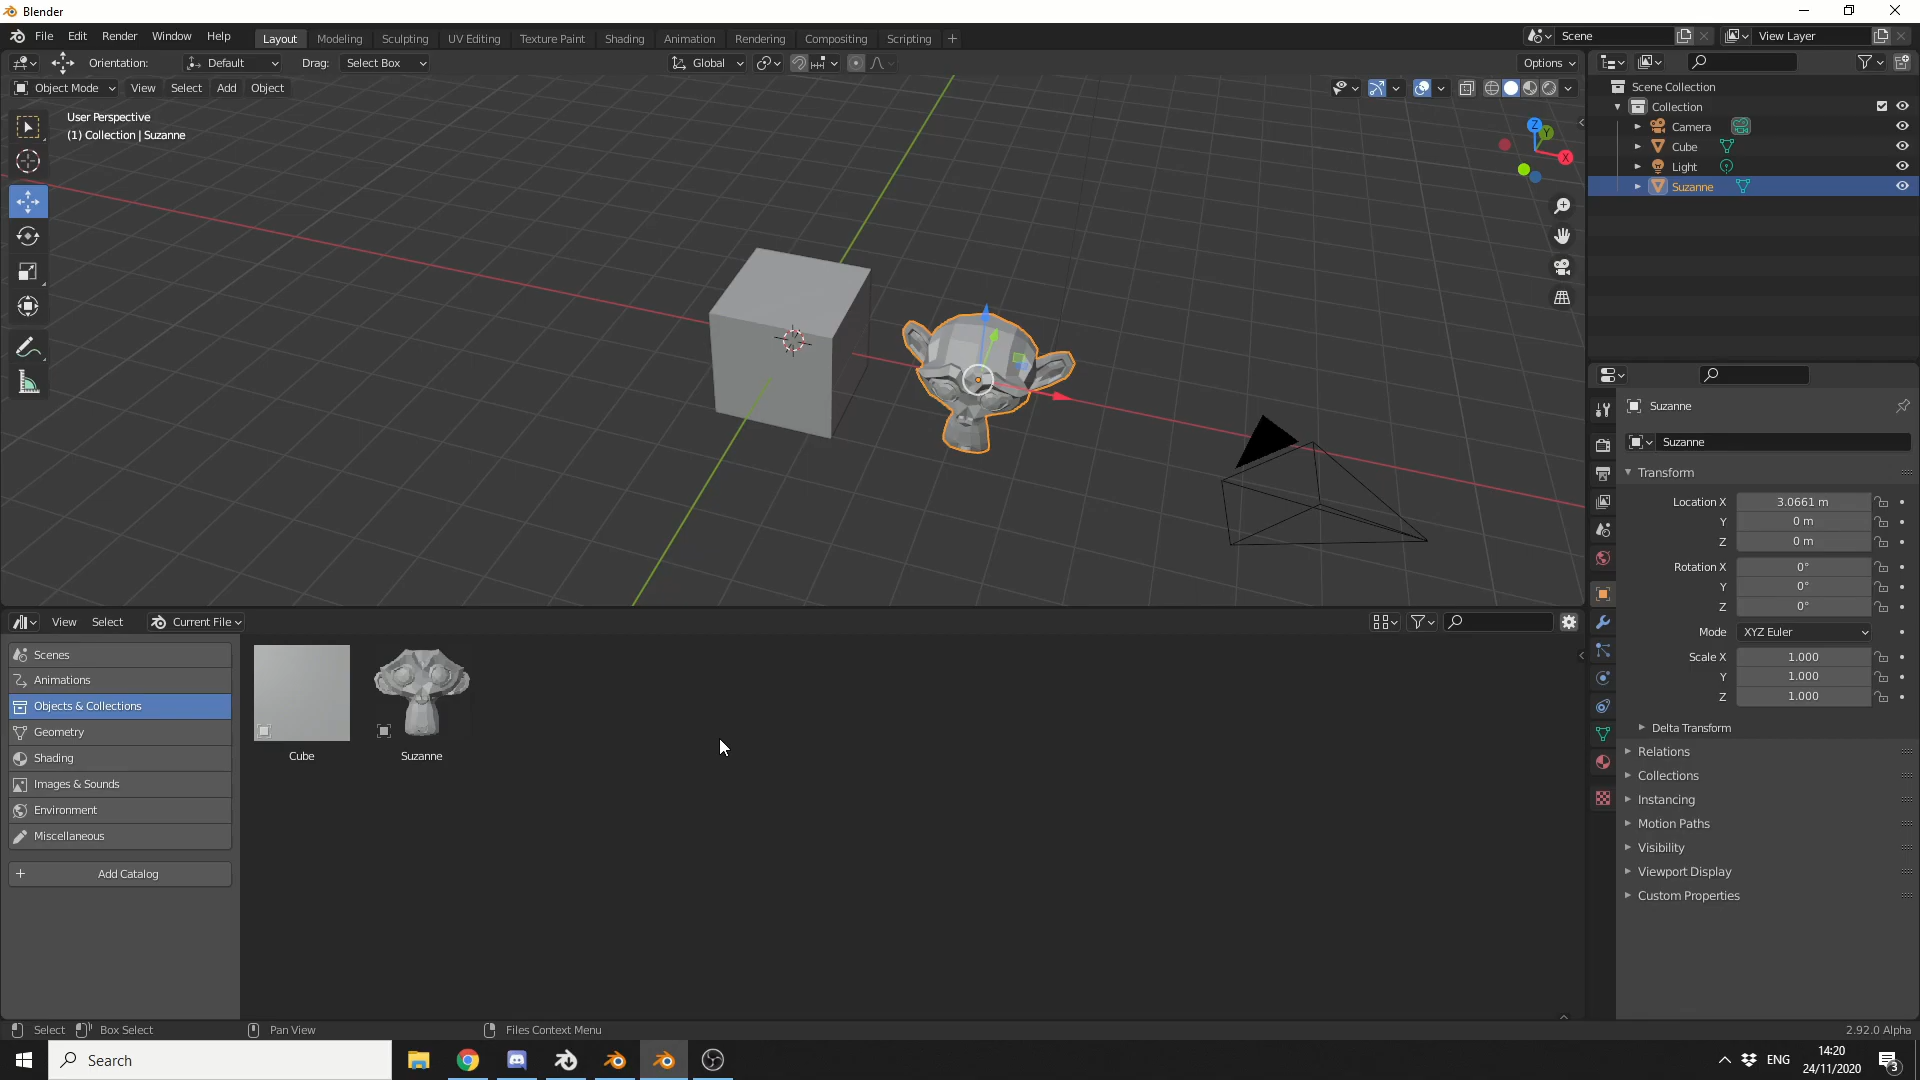 Blender
File Edit Render Window Help Layout Modeling Sculpting UV Editing Texture Paint Shading Animation Rendering Compositing Scripting + Scene View Layer
Orientation: Default Drag: Select Box Global Options
Object Mode View Select Add Object
User Perspective
(1) Collection | Suzanne
Z
Y
X
Scene Collection
Collection
Camera
Cube
Light
Suzanne
Suzanne
Suzanne
Transform
Location X 3.0661 m
Y 0 m
Z 0 m
Rotation X 0°
Y 0°
Z 0°
Mode XYZ Euler
Scale X 1.000
Y 1.000
Z 1.000
Delta Transform
Relations
Collections
Instancing
Motion Paths
Visibility
Viewport Display
Custom Properties
View Select Current File
Scenes
Animations
Objects & Collections
Geometry
Shading
Images & Sounds
Environment
Miscellaneous
+ Add Catalog
Cube Suzanne
Select Box Select Pan View Files Context Menu 2.92.0 Alpha
Search ENG 14:20
24/11/2020 3